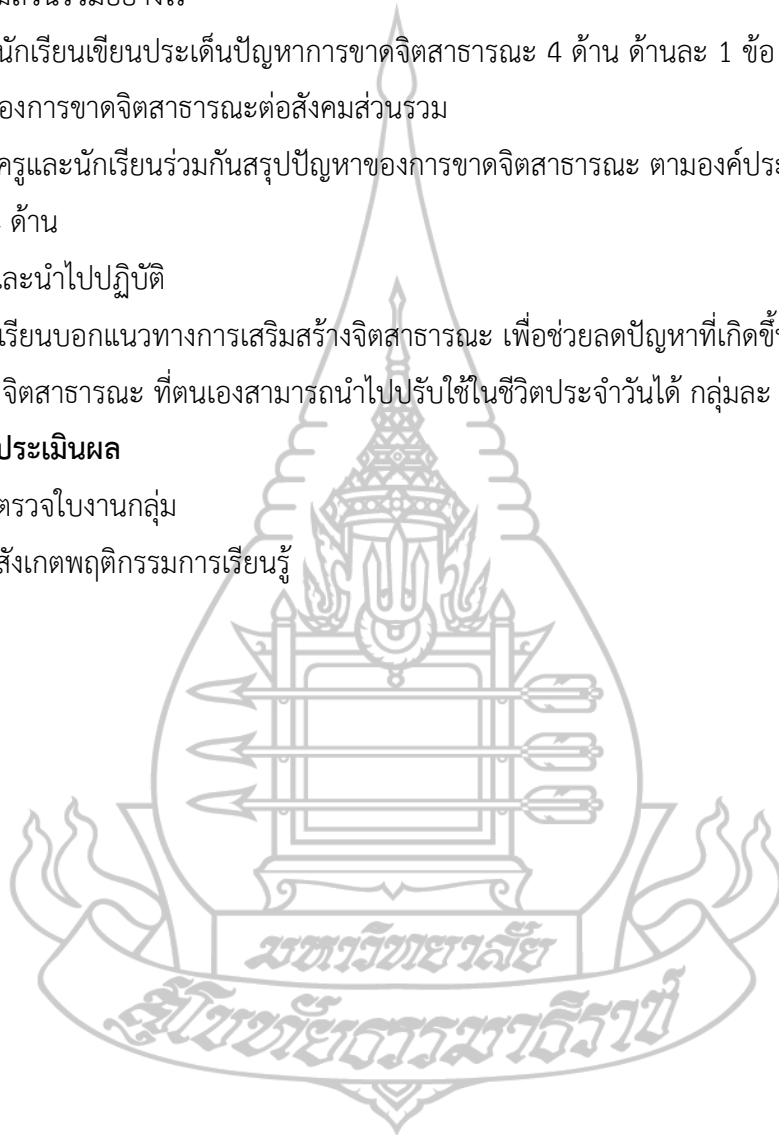 นักเรียนเขียนประเด็นปัญหาการขาดจิตสาธารณะ 4 ด้าน ด้านละ 1 ข้อ
ของการขาดจิตสาธารณะต่อสังคมส่วนรวม
ครูและนักเรียนร่วมกันสรุปปัญหาของการขาดจิตสาธารณะ ตามองค์ประ
ด้าน
และนำไปปฏิบัติ
เรียนบอกแนวทางการเสริมสร้างจิตสาธารณะ เพื่อช่วยลดปัญหาที่เกิดขึ้น
จิตสาธารณะ ที่ตนเองสามารถนำไปปรับใช้ในชีวิตประจำวันได้ กลุ่มละ
ประเมินผล
ตรวจใบงานกลุ่ม
สังเกตพฤติกรรมการเรียนรู้
มหาวิทยาลัย
สุโขทัยธรรมาธิราช